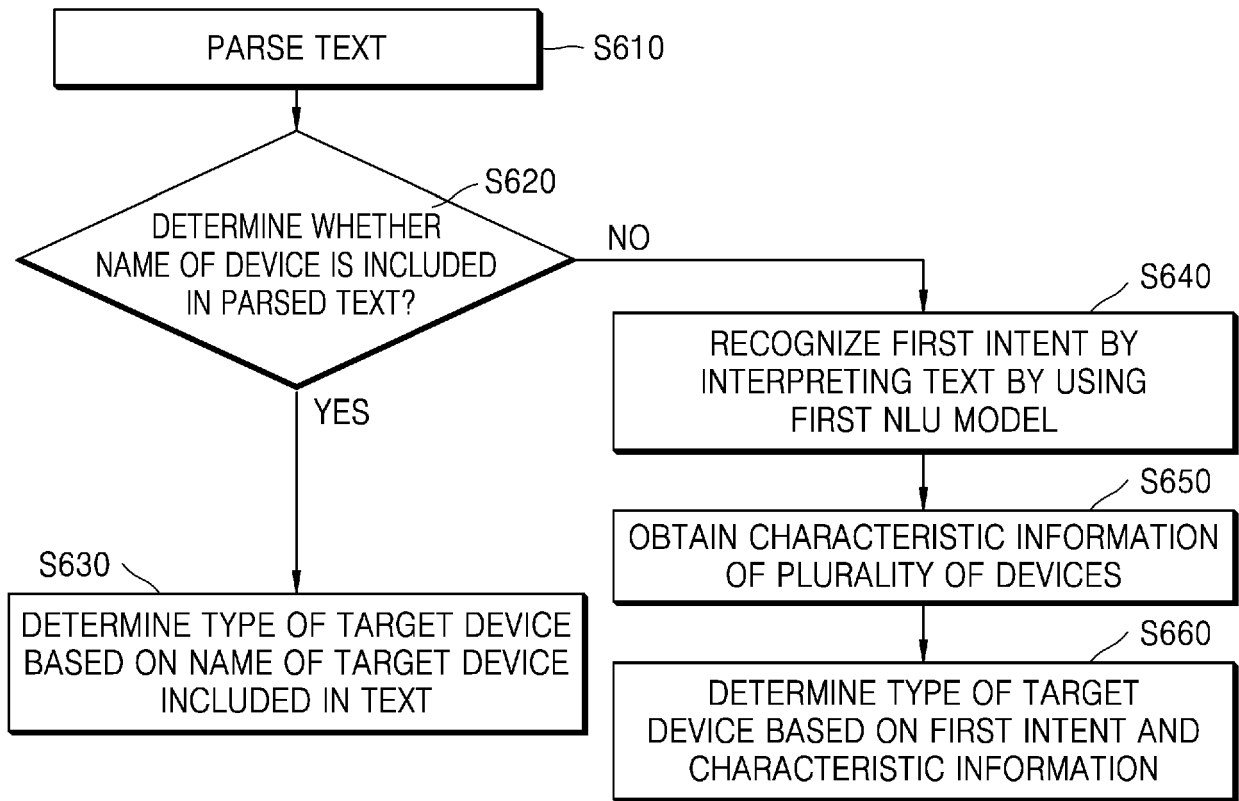 PARSE TEXT
S610
S620
DETERMINE WHETHER
NAME OF DEVICE IS INCLUDED
IN PARSED TEXT?
NO
YES
S630
DETERMINE TYPE OF TARGET DEVICE
BASED ON NAME OF TARGET DEVICE
INCLUDED IN TEXT
S640
RECOGNIZE FIRST INTENT BY
INTERPRETING TEXT BY USING
FIRST NLU MODEL
S650
OBTAIN CHARACTERISTIC INFORMATION
OF PLURALITY OF DEVICES
S660
DETERMINE TYPE OF TARGET
DEVICE BASED ON FIRST INTENT AND
CHARACTERISTIC INFORMATION